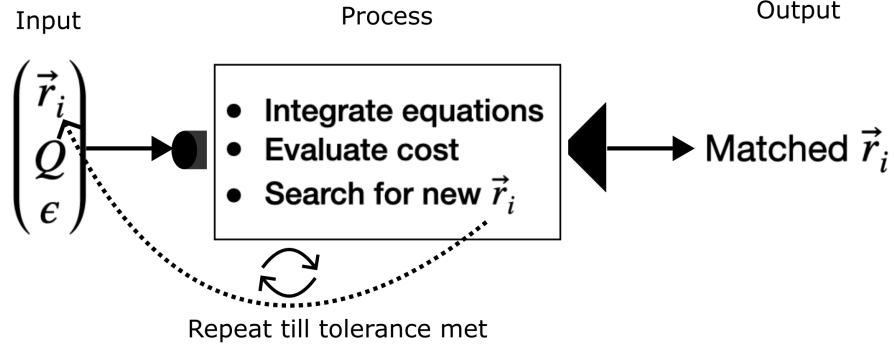 Input
Process
Output
r⃗ᵢ
Q
ϵ
• Integrate equations
• Evaluate cost
• Search for new r⃗ᵢ
Matched r⃗ᵢ
Repeat till tolerance met